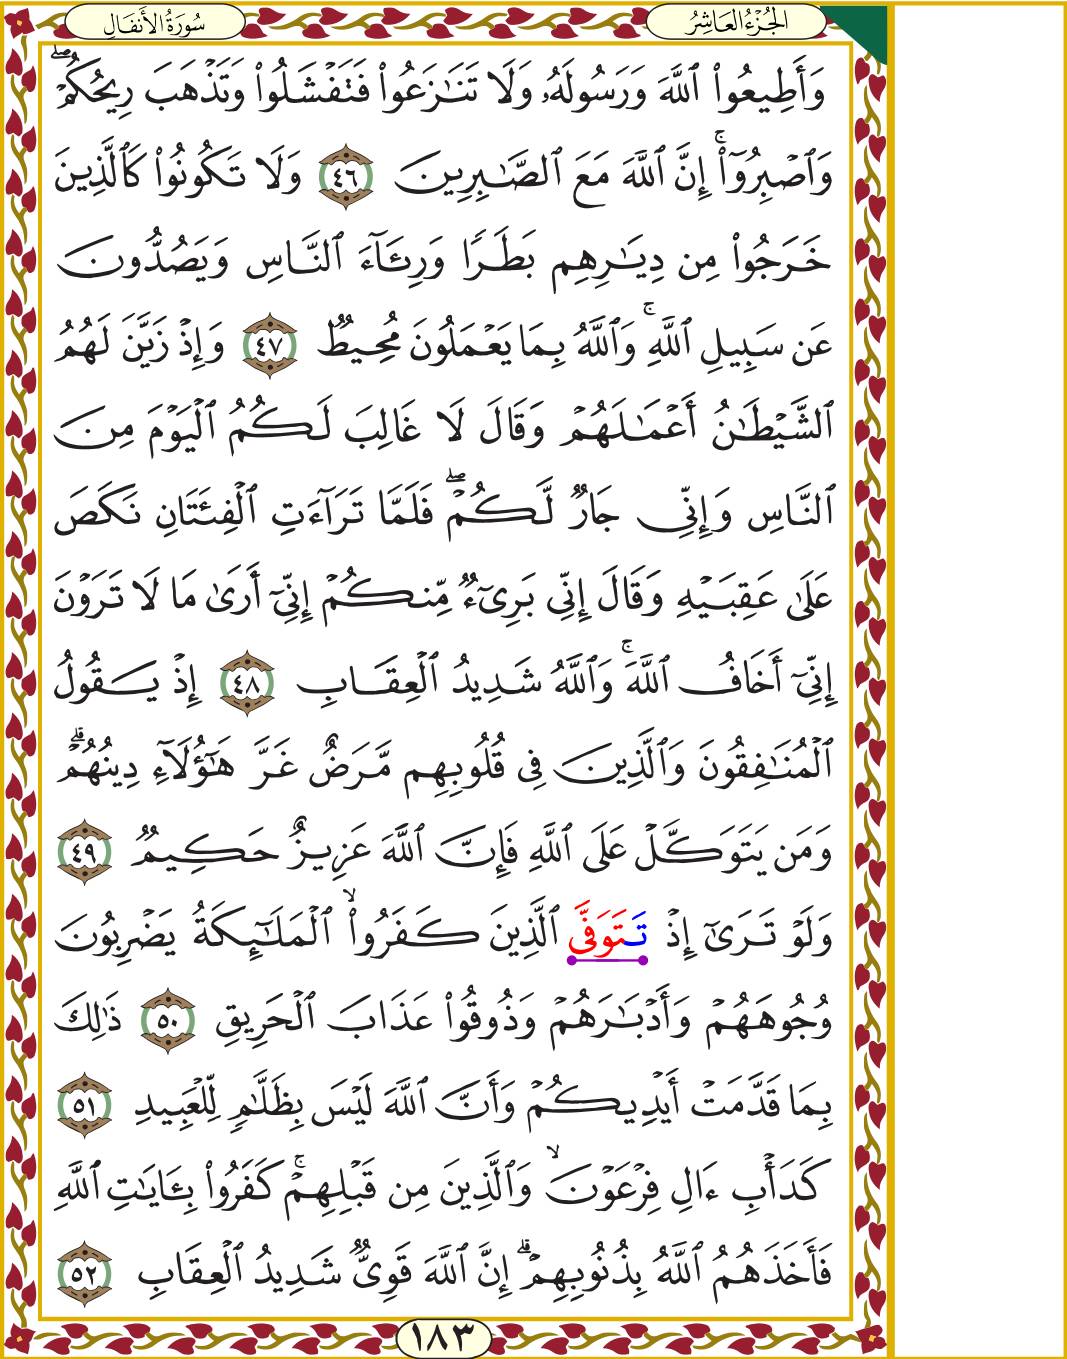 الجُزْءُ العَاشِرُ
سُورَةُ الأَنفَالِ
وَأَطِيعُوا۟ ٱللَّهَ وَرَسُولَهُۥ وَلَا تَنَـٰزَعُوا۟ فَتَفْشَلُوا۟ وَتَذْهَبَ رِيحُكُمْ ۖ
وَٱصْبِرُوٓا۟ ۚ إِنَّ ٱللَّهَ مَعَ ٱلصَّـٰبِرِينَ ٤٦ وَلَا تَكُونُوا۟ كَٱلَّذِينَ
خَرَجُوا۟ مِن دِيَـٰرِهِم بَطَرًا وَرِئَآءَ ٱلنَّاسِ وَيَصُدُّونَ
عَن سَبِيلِ ٱللَّهِ ۚ وَٱللَّهُ بِمَا يَعْمَلُونَ مُحِيطٌ ٤٧ وَإِذْ زَيَّنَ لَهُمُ
ٱلشَّيْطَـٰنُ أَعْمَـٰلَهُمْ وَقَالَ لَا غَالِبَ لَكُمُ ٱلْيَوْمَ مِنَ
ٱلنَّاسِ وَإِنِّى جَارٌ لَّكُمْ ۖ فَلَمَّا تَرَآءَتِ ٱلْفِئَتَانِ نَكَصَ
عَلَىٰ عَقِبَيْهِ وَقَالَ إِنِّى بَرِىٓءٌ مِّنكُمْ إِنِّىٓ أَرَىٰ مَا لَا تَرَوْنَ
إِنِّىٓ أَخَافُ ٱللَّهَ ۚ وَٱللَّهُ شَدِيدُ ٱلْعِقَابِ ٤٨ إِذْ يَقُولُ
ٱلْمُنَـٰفِقُونَ وَٱلَّذِينَ فِى قُلُوبِهِم مَّرَضٌ غَرَّ هَـٰٓؤُلَآءِ دِينُهُمْ ۗ
وَمَن يَتَوَكَّلْ عَلَى ٱللَّهِ فَإِنَّ ٱللَّهَ عَزِيزٌ حَكِيمٌ ٤٩
وَلَوْ تَرَىٰٓ إِذْ تَتَوَفَّى ٱلَّذِينَ كَفَرُوا۟ ۙ ٱلْمَلَـٰٓئِكَةُ يَضْرِبُونَ
وُجُوهَهُمْ وَأَدْبَـٰرَهُمْ وَذُوقُوا۟ عَذَابَ ٱلْحَرِيقِ ٥٠ ذَٰلِكَ
بِمَا قَدَّمَتْ أَيْدِيكُمْ وَأَنَّ ٱللَّهَ لَيْسَ بِظَلَّـٰمٍ لِّلْعَبِيدِ ٥١
كَدَأْبِ ءَالِ فِرْعَوْنَ ۙ وَٱلَّذِينَ مِن قَبْلِهِمْ ۚ كَفَرُوا۟ بِـَٔايَـٰتِ ٱللَّهِ
فَأَخَذَهُمُ ٱللَّهُ بِذُنُوبِهِمْ ۗ إِنَّ ٱللَّهَ قَوِىٌّ شَدِيدُ ٱلْعِقَابِ ٥٢
١٨٣